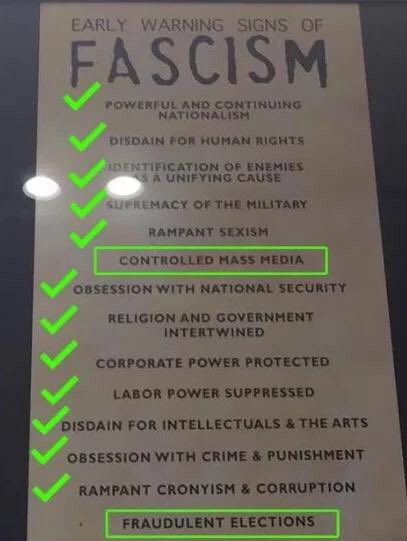 EARLY WARNING SIGNS OF
FASCISM
POWERFUL AND CONTINUING
NATIONALISM
DISDAIN FOR HUMAN RIGHTS
IDENTIFICATION OF ENEMIES
AS A UNIFYING CAUSE
SUPREMACY OF THE MILITARY
RAMPANT SEXISM
CONTROLLED MASS MEDIA
OBSESSION WITH NATIONAL SECURITY
RELIGION AND GOVERNMENT
INTERTWINED
CORPORATE POWER PROTECTED
LABOR POWER SUPPRESSED
DISDAIN FOR INTELLECTUALS & THE ARTS
OBSESSION WITH CRIME & PUNISHMENT
RAMPANT CRONYISM & CORRUPTION
FRAUDULENT ELECTIONS